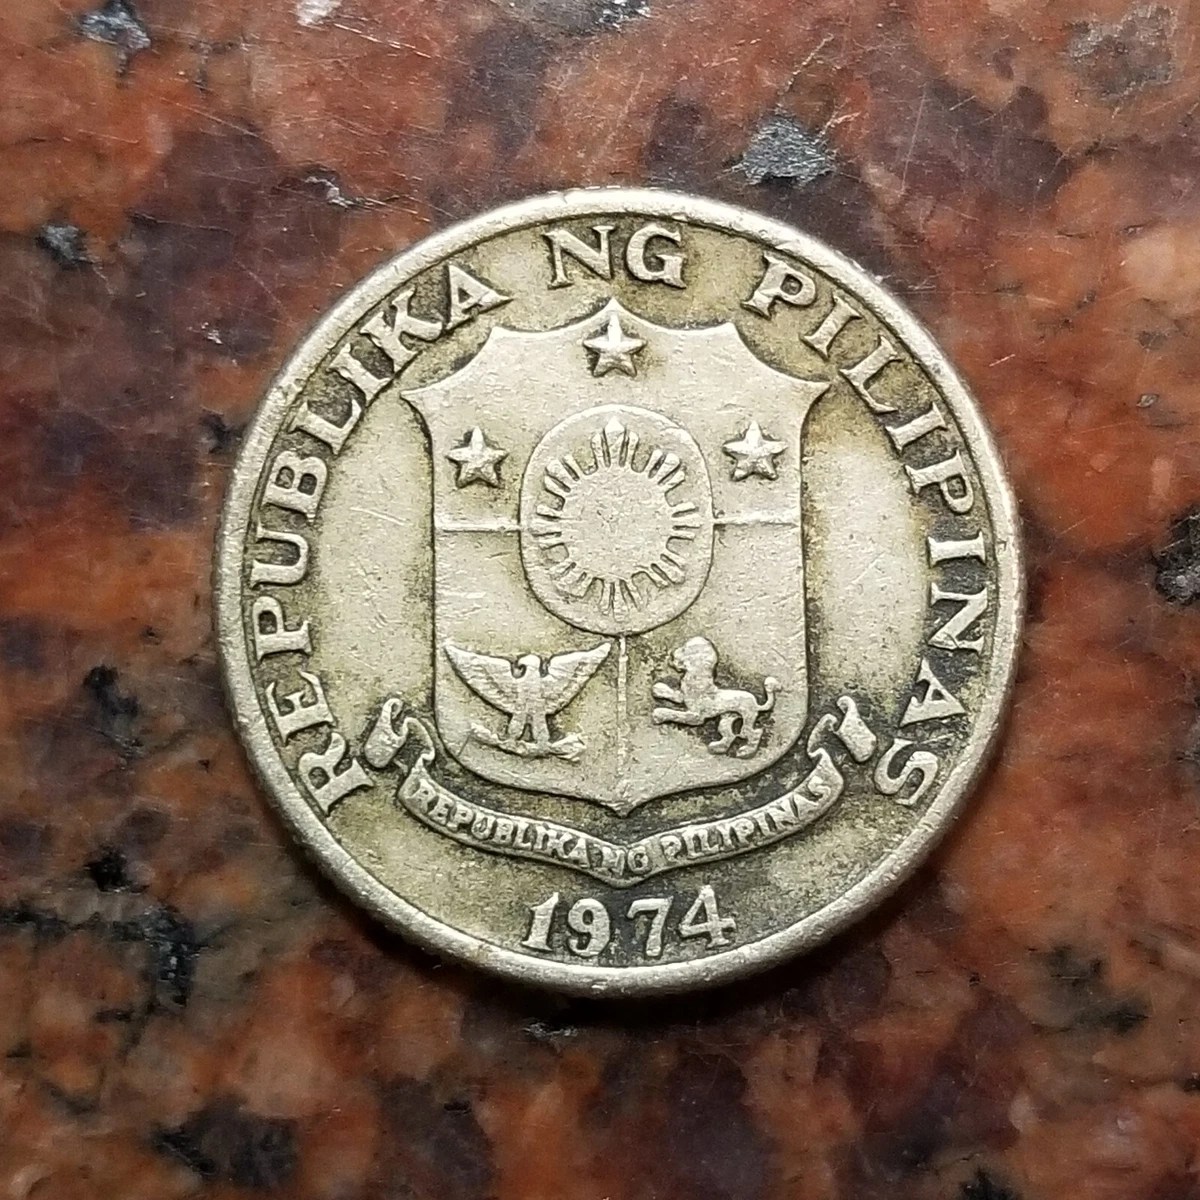 REPUBLIKA NG PILIPINAS
REPUBLIKA NG PILIPINAS
1974